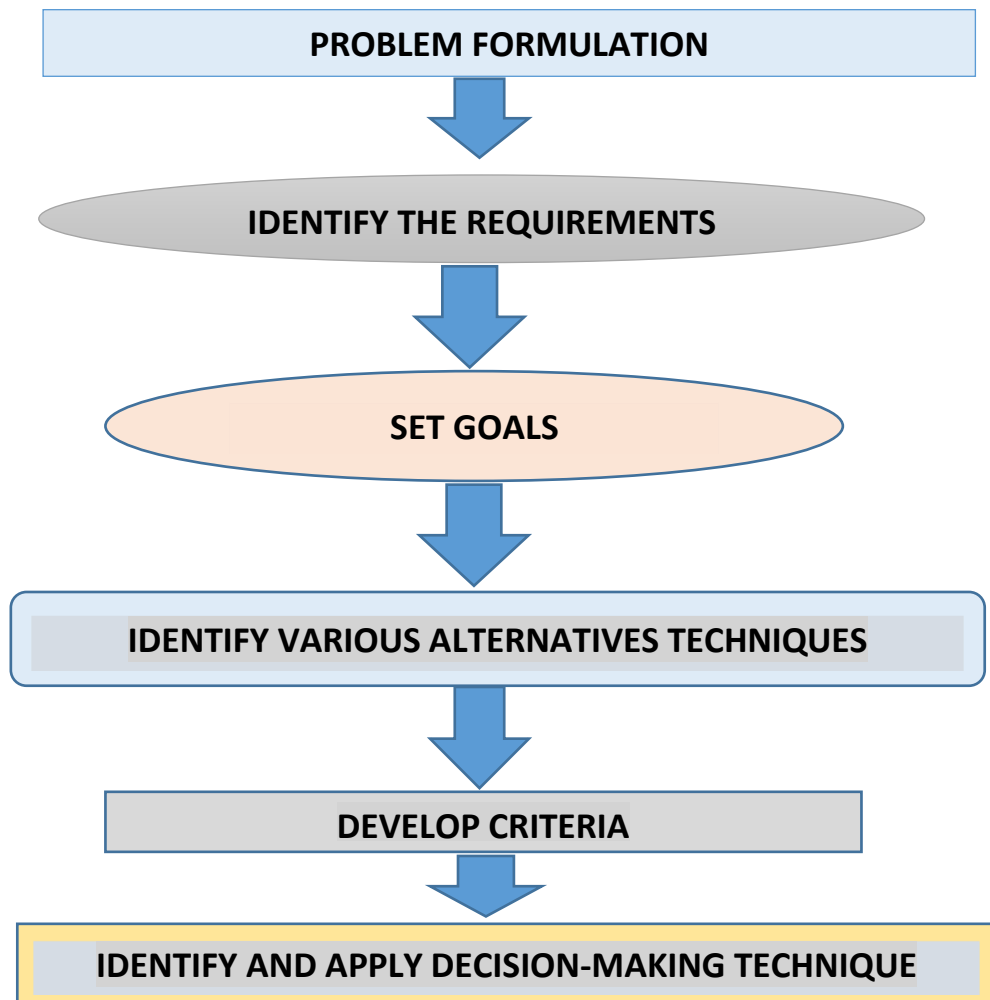 PROBLEM FORMULATION
IDENTIFY THE REQUIREMENTS
SET GOALS
IDENTIFY VARIOUS ALTERNATIVES TECHNIQUES
DEVELOP CRITERIA
IDENTIFY AND APPLY DECISION-MAKING TECHNIQUE